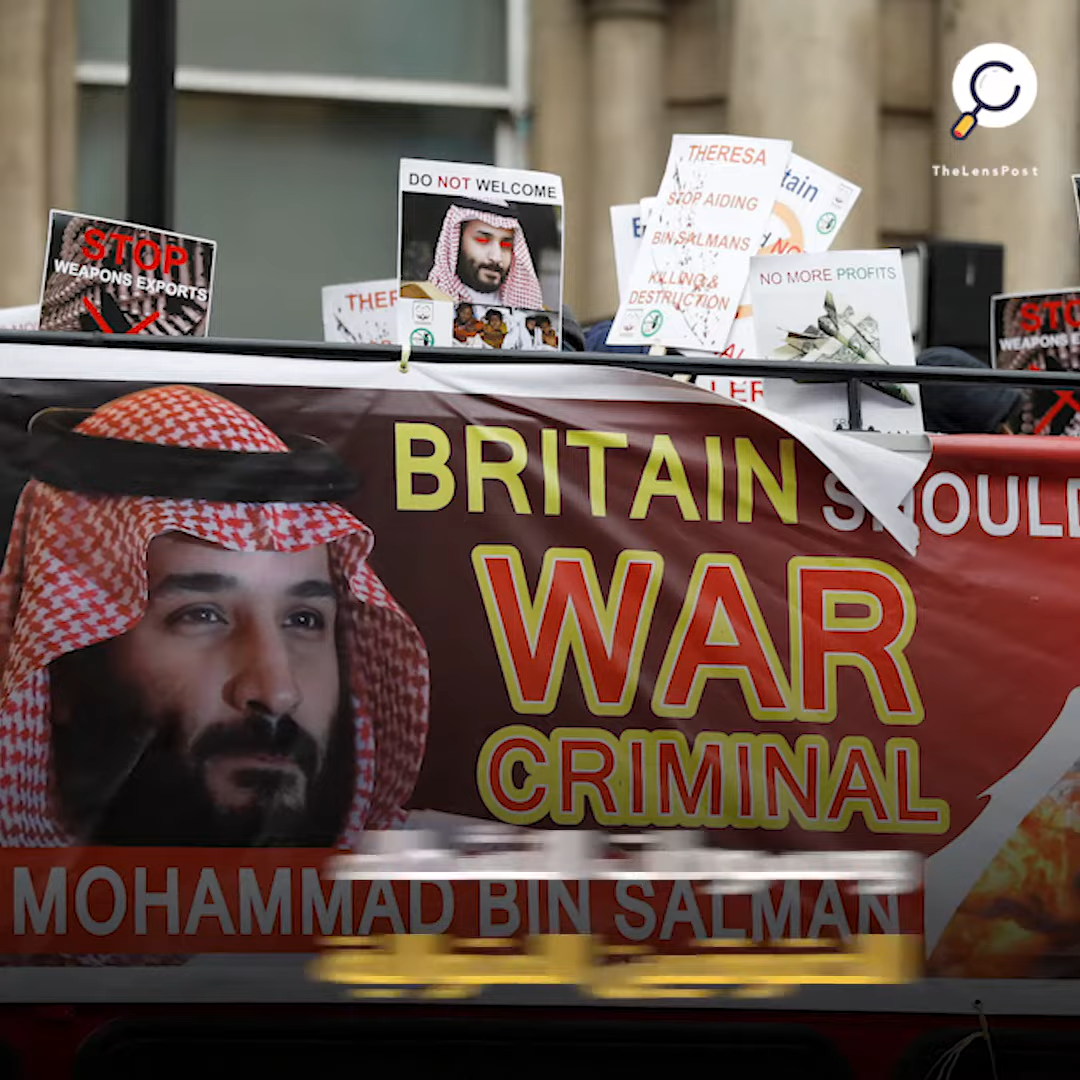 TheLensPost
STOP
WEAPONS EXPORTS
DO NOT WELCOME
THERESA
STOP AIDING
BIN SALMANS
KILLING &
DESTRUCTION
NO MORE PROFITS
BRITAIN SHOULD
WAR
CRIMINAL
MOHAMMAD BIN SALMAN